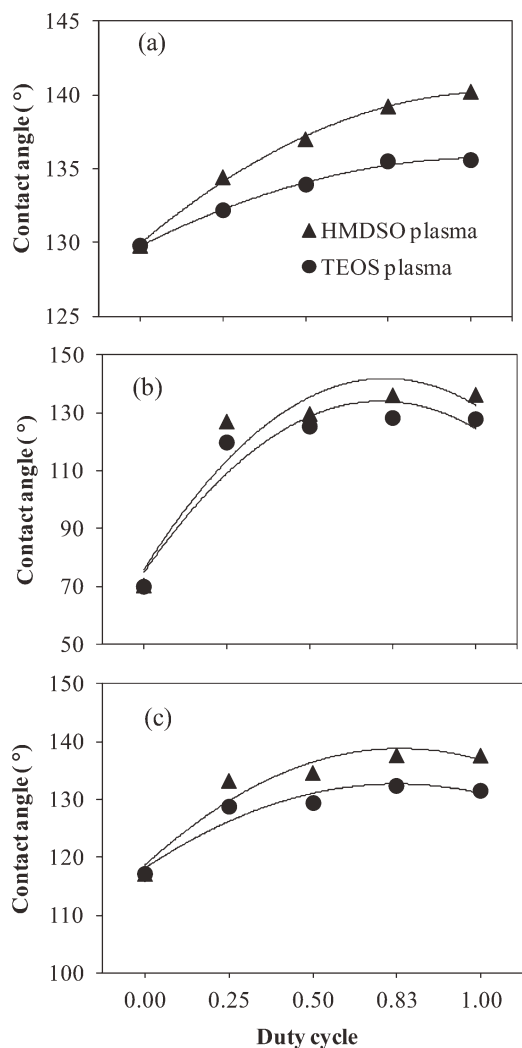 (a)
Contact angle (°)
145
140
135
130
125
HMDSO plasma
TEOS plasma
(b)
Contact angle (°)
150
130
110
90
70
50
(c)
Contact angle (°)
150
140
130
120
110
100
0.00 0.25 0.50 0.83 1.00
Duty cycle